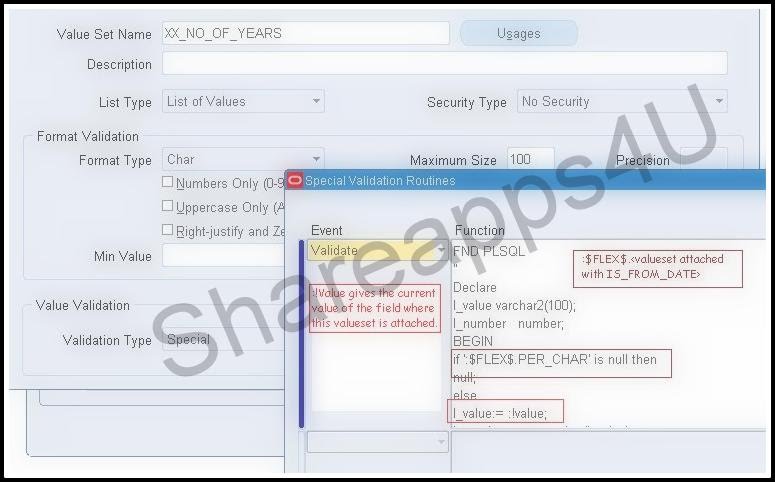 Value Set Name XX_NO_OF_YEARS Usages
Description
List Type List of Values Security Type No Security
Format Validation
Format Type Char Maximum Size 100 Precision
Numbers Only (0-9
Uppercase Only (A
Right-justify and Ze
Min Value
Value Validation
Validation Type Special
Special Validation Routines
Event Function
Validate
:!Value gives the current
value of the field where
this valueset is attached.
FND PLSQL
"
Declare
l_value varchar2(100);
l_number number;
BEGIN
if ':$FLEX$.PER_CHAR' is null then
null;
else
l_value:= :!value;
:$FLEX$.<valueset attached
with IS_FROM_DATE>
Shareapps4U